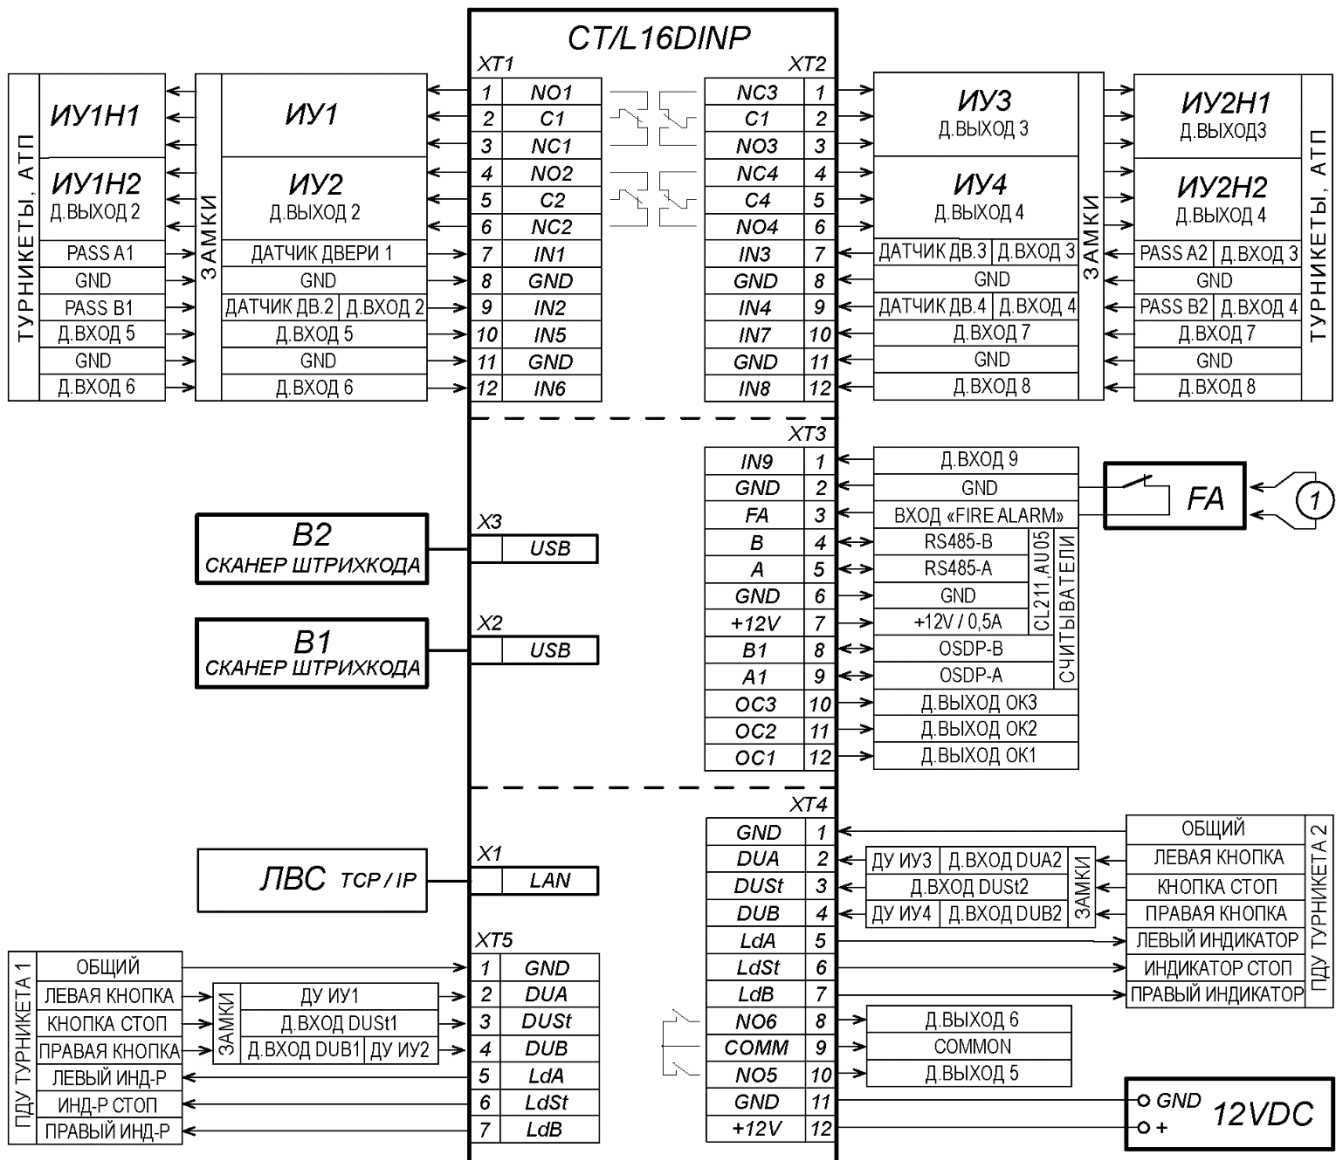 CT/L16DINP
XT1
1 NO1
2 C1
3 NC1
4 NO2
5 C2
6 NC2
7 IN1
8 GND
9 IN2
10 IN5
11 GND
12 IN6
ТУРНИКЕТЫ, АТП
ИУ1Н1
ИУ1Н2
Д.ВЫХОД 2
PASS A1
GND
PASS B1
Д.ВХОД 5
GND
Д.ВХОД 6
ЗАМКИ
ИУ1
ИУ2
Д.ВЫХОД 2
ДАТЧИК ДВЕРИ 1
GND
ДАТЧИК ДВ.2 Д.ВХОД 2
Д.ВХОД 5
GND
Д.ВХОД 6
XT2
NC3 1
C1 2
NO3 3
NC4 4
C4 5
NO4 6
IN3 7
GND 8
IN4 9
IN7 10
GND 11
IN8 12
ИУ3
Д.ВЫХОД 3
ИУ4
Д.ВЫХОД 4
ДАТЧИК ДВ.3 Д.ВХОД 3
GND
ДАТЧИК ДВ.4 Д.ВХОД 4
Д.ВХОД 7
GND
Д.ВХОД 8
ЗАМКИ
ИУ2Н1
Д.ВЫХОД3
ИУ2Н2
Д.ВЫХОД 4
PASS A2 Д.ВХОД 3
GND
PASS B2 Д.ВХОД 4
Д.ВХОД 7
GND
Д.ВХОД 8
ТУРНИКЕТЫ, АТП
XT3
IN9 1
GND 2
FA 3
B 4
A 5
GND 6
+12V 7
B1 8
A1 9
OC3 10
OC2 11
OC1 12
Д.ВХОД 9
GND
ВХОД «FIRE ALARM»
RS485-B
RS485-A
GND
+12V / 0,5A
OSDP-B
OSDP-A
Д.ВЫХОД ОК3
Д.ВЫХОД ОК2
Д.ВЫХОД ОК1
CL211,AU05
СЧИТЫВАТЕЛИ
FA
1
B2
СКАНЕР ШТРИХКОДА
X3
USB
B1
СКАНЕР ШТРИХКОДА
X2
USB
ЛВС TCP / IP
X1
LAN
XT4
GND 1
DUA 2
DUSt 3
DUB 4
LdA 5
LdSt 6
LdB 7
NO6 8
COMM 9
NO5 10
GND 11
+12V 12
ДУ ИУ3 Д.ВХОД DUA2
Д.ВХОД DUSt2
ДУ ИУ4 Д.ВХОД DUB2
ЗАМКИ
ОБЩИЙ
ЛЕВАЯ КНОПКА
КНОПКА СТОП
ПРАВАЯ КНОПКА
ЛЕВЫЙ ИНДИКАТОР
ИНДИКАТОР СТОП
ПРАВЫЙ ИНДИКАТОР
ПДУ ТУРНИКЕТА 2
Д.ВЫХОД 6
COMMON
Д.ВЫХОД 5
GND
+
12VDC
XT5
1 GND
2 DUA
3 DUSt
4 DUB
5 LdA
6 LdSt
7 LdB
ПДУ ТУРНИКЕТА 1
ОБЩИЙ
ЛЕВАЯ КНОПКА
КНОПКА СТОП
ПРАВАЯ КНОПКА
ЛЕВЫЙ ИНД-Р
ИНД-Р СТОП
ПРАВЫЙ ИНД-Р
ЗАМКИ
ДУ ИУ1
Д.ВХОД DUSt1
Д.ВХОД DUB1 ДУ ИУ2